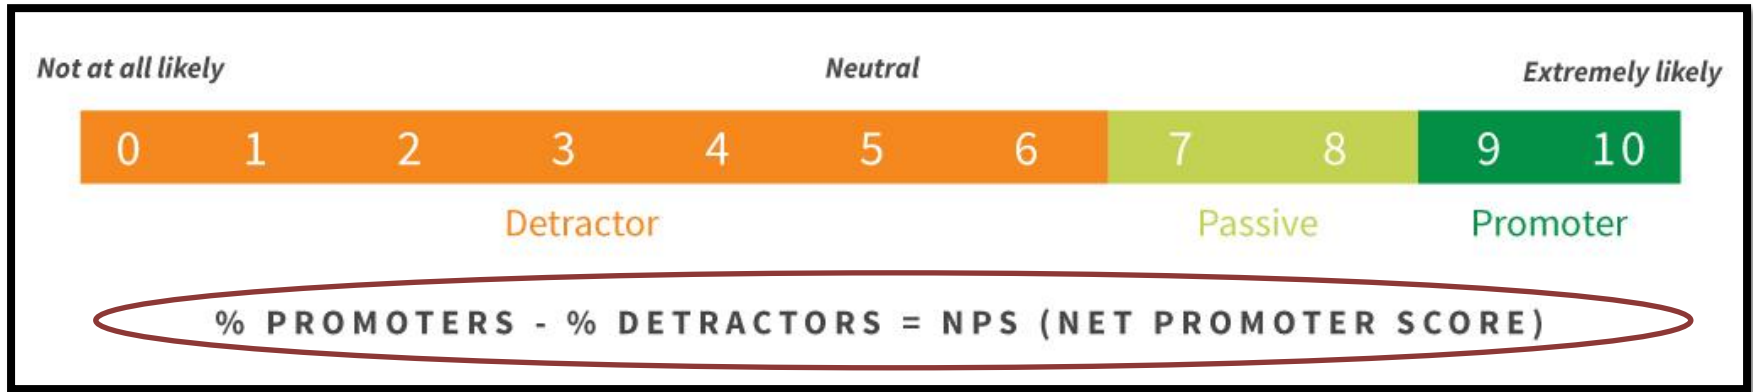 Not at all likely Neutral Extremely likely
0 1 2 3 4 5 6 7 8 9 10
Detractor Passive Promoter
% PROMOTERS - % DETRACTORS = NPS (NET PROMOTER SCORE)